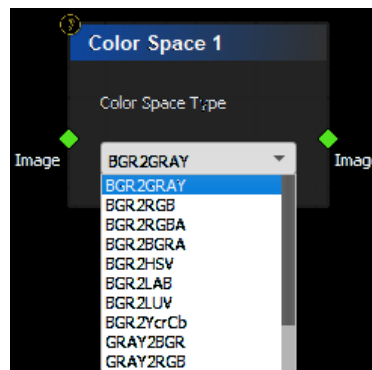 Color Space 1
Color Space Type
Image
BGR2GRAY
Imag
BGR2GRAY
BGR2RGB
BGR2RGBA
BGR2BGRA
BGR2HSV
BGR2LAB
BGR2LUV
BGR2YcrCb
GRAY2BGR
GRAY2RGB